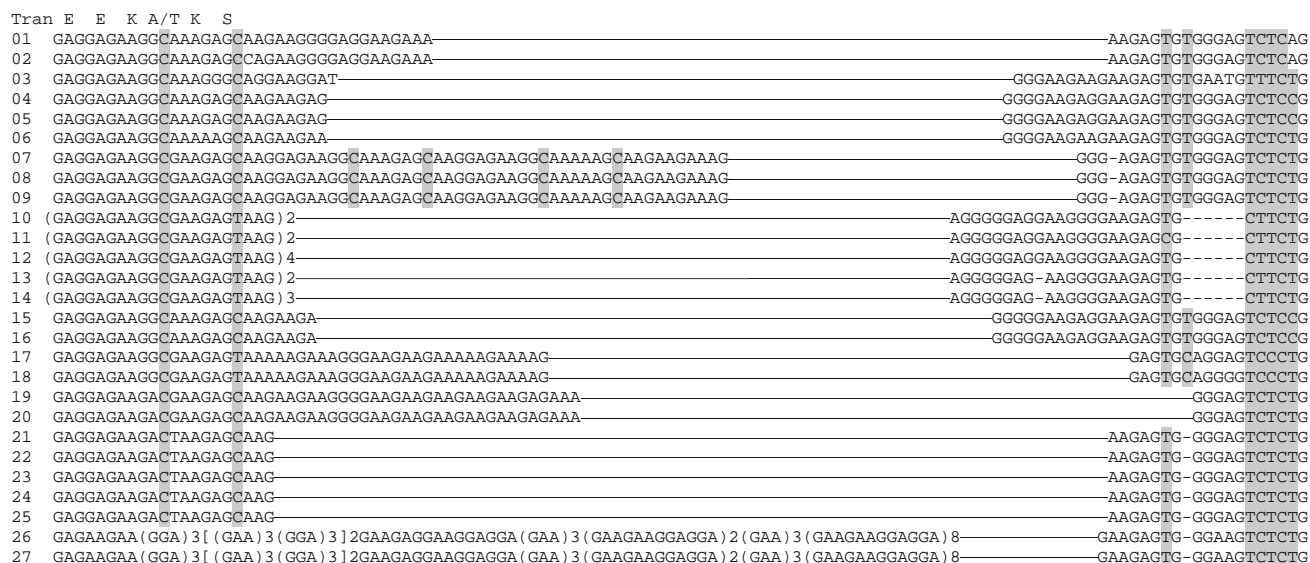 Tran E E K A/T K S
01 GAGGAGAAGGCAAAGAGCAAGAAGGGGAGGAAGAAA AAGAGTGTGGGAGTCTCAG
02 GAGGAGAAGGCAAAGAGCCAGAAGGGGAGGAAGAAA AAGAGTGTGGGAGTCTCAG
03 GAGGAGAAGGCAAAGGGCAGGAAGGAT GGGAAGAAGAAGAGTGTGAATGTTTCTG
04 GAGGAGAAGGCAAAGAGCAAGAAGAG GGGGAAGAGGAAGAGTGTGGGAGTCTCCG
05 GAGGAGAAGGCAAAGAGCAAGAAGAG GGGGAAGAGGAAGAGTGTGGGAGTCTCCG
06 GAGGAGAAGGCAAAAAGCAAGAAGAA GGGGAAGAAGAAGAGTGTGGGAGTCTCTG
07 GAGGAGAAGGCGAAGAGCAAGGAGAAGGCAAAGAGCAAGGAGAAGGCAAAAAGCAAGAAGAAAG GGG-AGAGTGTGGGAGTCTCTG
08 GAGGAGAAGGCGAAGAGCAAGGAGAAGGCAAAGAGCAAGGAGAAGGCAAAAAGCAAGAAGAAAG GGG-AGAGTGTGGGAGTCTCTG
09 GAGGAGAAGGCGAAGAGCAAGGAGAAGGCAAAGAGCAAGGAGAAGGCAAAAAGCAAGAAGAAAG GGG-AGAGTGTGGGAGTCTCTG
10 (GAGGAGAAGGCGAAGAGTAAG)2 AGGGGGAGGAAGGGGAAGAGTG------CTTCTG
11 (GAGGAGAAGGCGAAGAGTAAG)2 AGGGGGAGGAAGGGGAAGAGCG------CTTCTG
12 (GAGGAGAAGGCGAAGAGTAAG)4 AGGGGGAGGAAGGGGAAGAGTG------CTTCTG
13 (GAGGAGAAGGCGAAGAGTAAG)2 AGGGGGAG-AAGGGGAAGAGTG------CTTCTG
14 (GAGGAGAAGGCGAAGAGTAAG)3 AGGGGGAG-AAGGGGAAGAGTG------CTTCTG
15 GAGGAGAAGGCAAAGAGCAAGAAGA GGGGGAAGAGGAAGAGTGTGGGAGTCTCCG
16 GAGGAGAAGGCAAAGAGCAAGAAGA GGGGGAAGAGGAAGAGTGTGGGAGTCTCCG
17 GAGGAGAAGGCGAAGAGTAAAAAGAAAGGGAAGAAGAAAAAGAAAAG GAGTGCAGGAGTCCCTG
18 GAGGAGAAGGCGAAGAGTAAAAAGAAAGGGAAGAAGAAAAAGAAAAG GAGTGCAGGGGTCCCTG
19 GAGGAGAAGACGAAGAGCAAGAAGAAGGGGAAGAAGAAGAAGAAGAGAAA GGGAGTCTCTG
20 GAGGAGAAGACGAAGAGCAAGAAGAAGGGGAAGAAGAAGAAGAAGAGAAA GGGAGTCTCTG
21 GAGGAGAAGACTAAGAGCAAG AAGAGTG-GGGAGTCTCTG
22 GAGGAGAAGACTAAGAGCAAG AAGAGTG-GGGAGTCTCTG
23 GAGGAGAAGACTAAGAGCAAG AAGAGTG-GGGAGTCTCTG
24 GAGGAGAAGACTAAGAGCAAG AAGAGTG-GGGAGTCTCTG
25 GAGGAGAAGACTAAGAGCAAG AAGAGTG-GGGAGTCTCTG
26 GAGAAGAA(GGA)3[(GAA)3(GGA)3]2GAAGAGGAAGGAGGA(GAA)3(GAAGAAGGAGGA)2(GAA)3(GAAGAAGGAGGA)8 GAAGAGTG-GGAAGTCTCTG
27 GAGAAGAA(GGA)3[(GAA)3(GGA)3]2GAAGAGGAAGGAGGA(GAA)3(GAAGAAGGAGGA)2(GAA)3(GAAGAAGGAGGA)8 GAAGAGTG-GGAAGTCTCTG